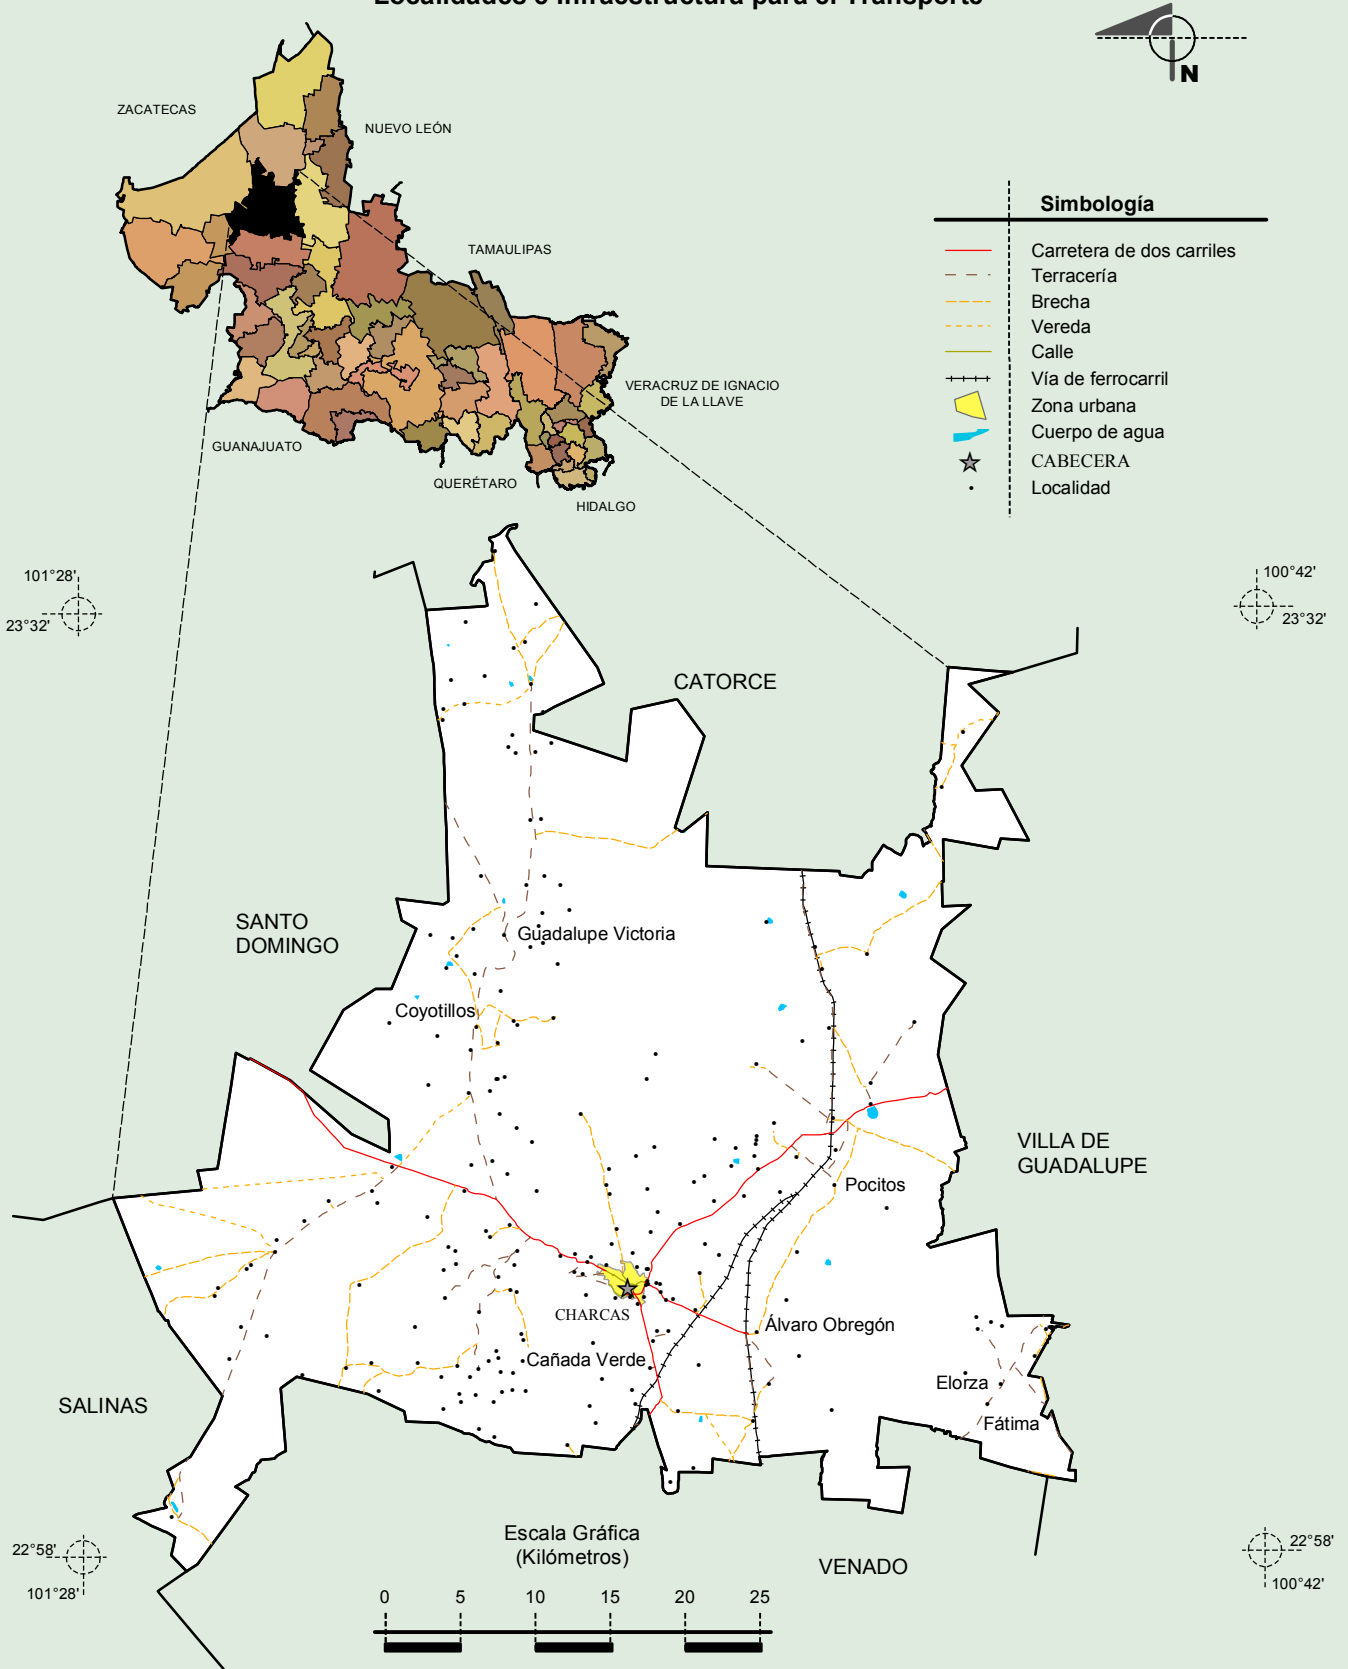 Localidades e Infraestructura para el Transporte
N
ZACATECAS
NUEVO LEÓN
TAMAULIPAS
VERACRUZ DE IGNACIO
DE LA LLAVE
GUANAJUATO
QUERÉTARO
HIDALGO
Simbología
Carretera de dos carriles
Terracería
Brecha
Vereda
Calle
Vía de ferrocarril
Zona urbana
Cuerpo de agua
CABECERA
Localidad
101°28'
23°32'
100°42'
23°32'
CATORCE
SANTO
DOMINGO
Guadalupe Victoria
Coyotillos
VILLA DE
GUADALUPE
Pocitos
CHARCAS
Álvaro Obregón
Cañada Verde
Elorza
Fátima
SALINAS
VENADO
22°58'
101°28'
22°58'
100°42'
Escala Gráfica
(Kilómetros)
0 5 10 15 20 25